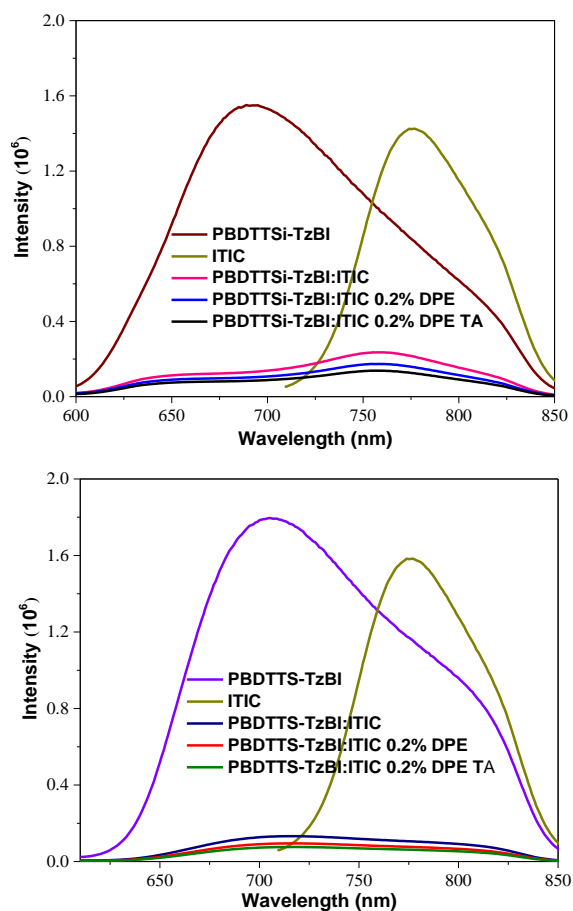 2.0
1.6
1.2
0.8
0.4
0.0
Intensity (10⁶)
PBDTTSi-TzBI
ITIC
PBDTTSi-TzBI:ITIC
PBDTTSi-TzBI:ITIC 0.2% DPE
PBDTTSi-TzBI:ITIC 0.2% DPE TA
600 650 700 750 800 850
Wavelength (nm)
2.0
1.6
1.2
0.8
0.4
0.0
Intensity (10⁶)
PBDTTS-TzBI
ITIC
PBDTTS-TzBI:ITIC
PBDTTS-TzBI:ITIC 0.2% DPE
PBDTTS-TzBI:ITIC 0.2% DPE TA
650 700 750 800 850
Wavelength (nm)